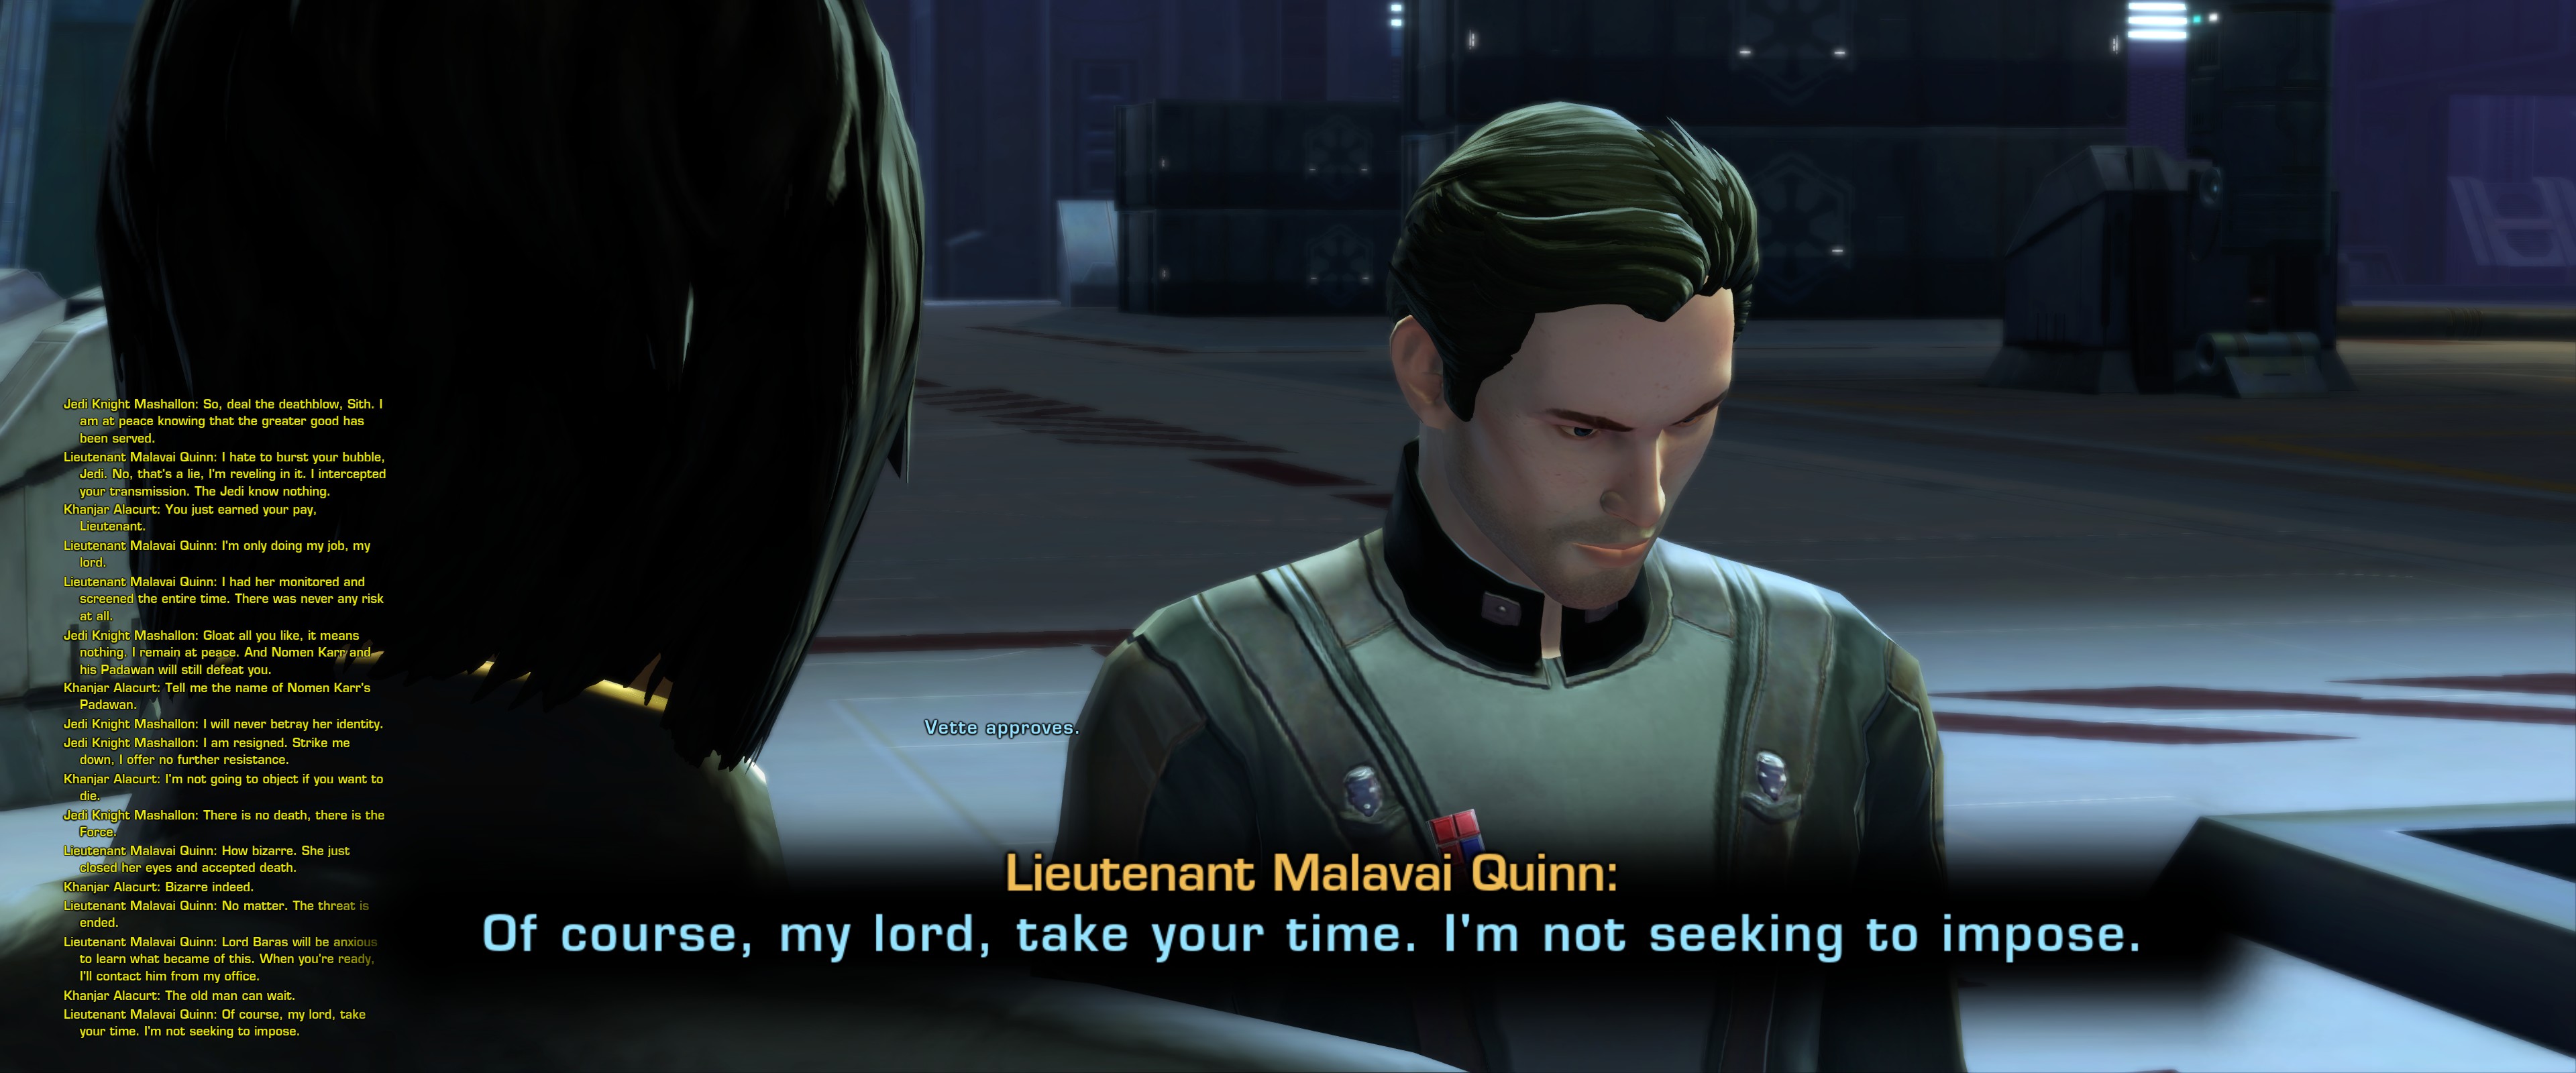 Jedi Knight Mashallon: So, deal the deathblow, Sith. I
am at peace knowing that the greater good has
been served.
Lieutenant Malavai Quinn: I hate to burst your bubble,
Jedi. No, that's a lie, I'm reveling in it. I intercepted
your transmission. The Jedi know nothing.
Khanjar Alacurt: You just earned your pay,
Lieutenant.
Lieutenant Malavai Quinn: I'm only doing my job, my
lord.
Lieutenant Malavai Quinn: I had her monitored and
screened the entire time. There was never any risk
at all.
Jedi Knight Mashallon: Gloat all you like, it means
nothing. I remain at peace. And Nomen Karr and
his Padawan will still defeat you.
Khanjar Alacurt: Tell me the name of Nomen Karr's
Padawan.
Jedi Knight Mashallon: I will never betray her identity.
Jedi Knight Mashallon: I am resigned. Strike me
down, I offer no further resistance.
Khanjar Alacurt: I'm not going to object if you want to
die.
Jedi Knight Mashallon: There is no death, there is the
Force.
Lieutenant Malavai Quinn: How bizarre. She just
closed her eyes and accepted death.
Khanjar Alacurt: Bizarre indeed.
Lieutenant Malavai Quinn: No matter. The threat is
ended.
Lieutenant Malavai Quinn: Lord Baras will be anxious
to learn what became of this. When you're ready,
I'll contact him from my office.
Khanjar Alacurt: The old man can wait.
Lieutenant Malavai Quinn: Of course, my lord, take
your time. I'm not seeking to impose.
Vette approves.
Lieutenant Malavai Quinn:
Of course, my lord, take your time. I'm not seeking to impose.